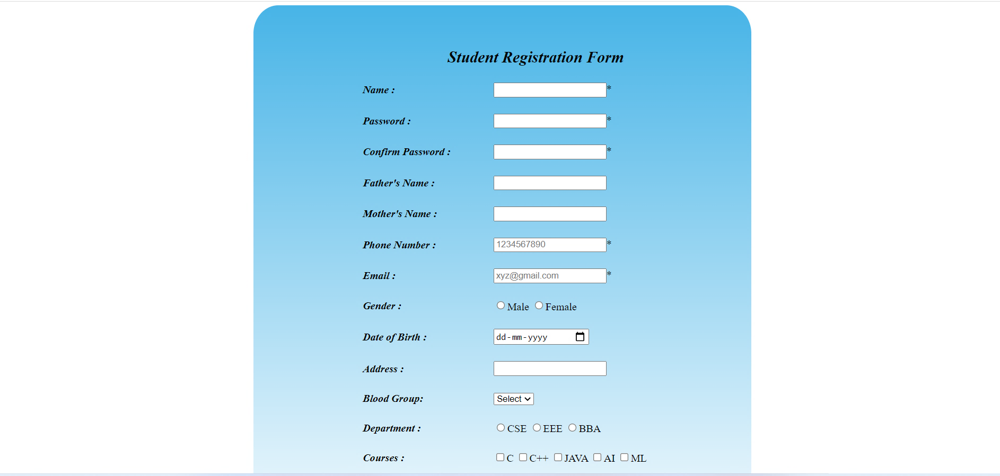 Student Registration Form
Name : *
Password : *
Confirm Password : *
Father's Name :
Mother's Name :
Phone Number : 1234567890 *
Email : xyz@gmail.com *
Gender : Male Female
Date of Birth : dd-mm-yyyy
Address :
Blood Group: Select
Department : CSE EEE BBA
Courses : C C++ JAVA AI ML